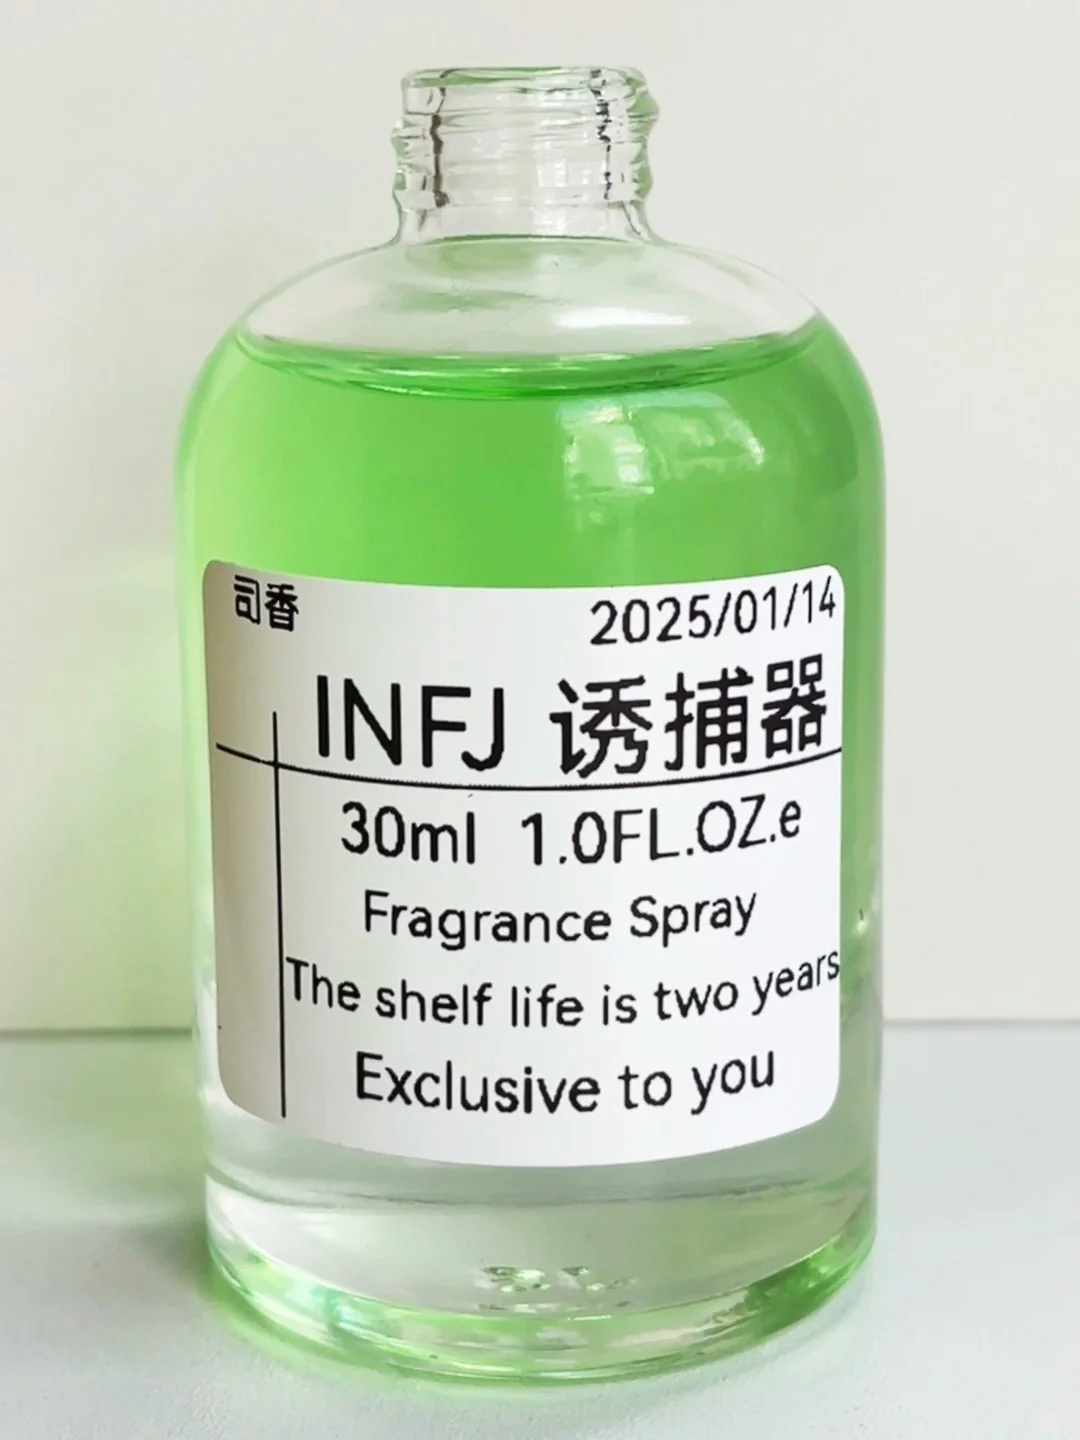 司香 2025/01/14
INFJ 诱捕器
30ml 1.0FL.OZ.e
Fragrance Spray
The shelf life is two years
Exclusive to you